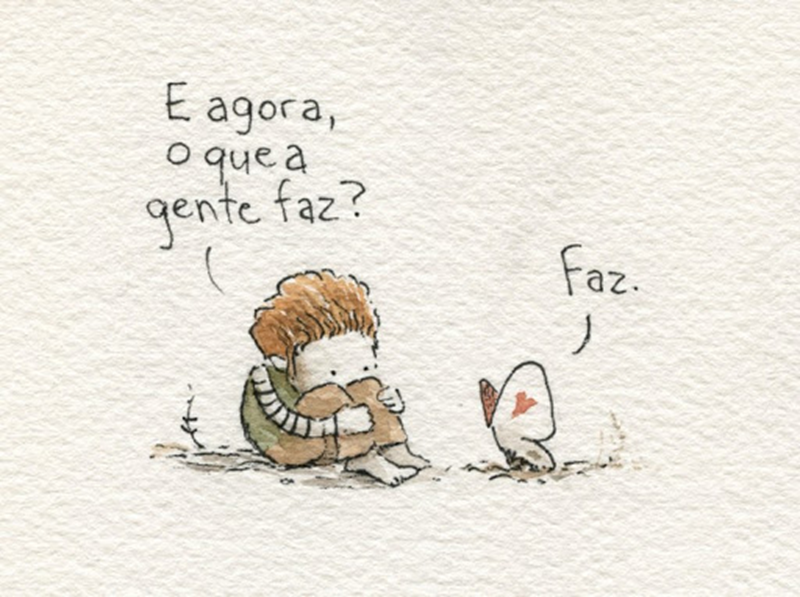 E agora,
o que a
gente faz?
Faz.